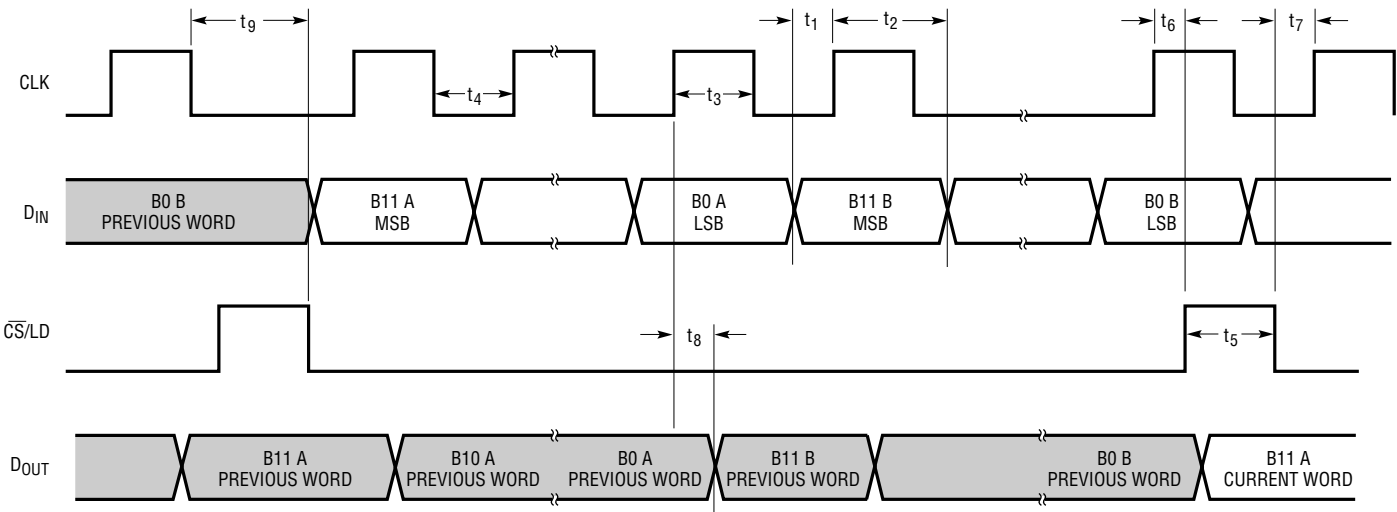 t9
t1
t2
t6
t7
CLK
t4
t3
DIN
B0 B
PREVIOUS WORD
B11 A
MSB
B0 A
LSB
B11 B
MSB
B0 B
LSB
C̅S̅/LD
t8
t5
DOUT
B11 A
PREVIOUS WORD
B10 A
PREVIOUS WORD
B0 A
PREVIOUS WORD
B11 B
PREVIOUS WORD
B0 B
PREVIOUS WORD
B11 A
CURRENT WORD